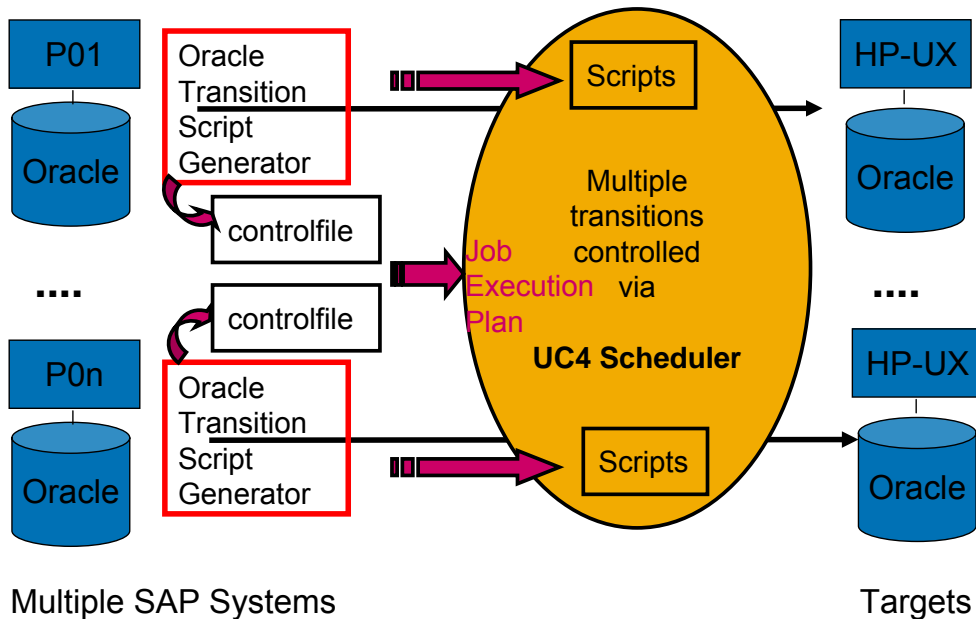 P01
Oracle
Oracle
Transition
Script
Generator
controlfile
Scripts
Multiple
transitions
controlled
via
UC4 Scheduler
Job
Execution
Plan
HP-UX
Oracle
....
....
controlfile
P0n
Oracle
Oracle
Transition
Script
Generator
Scripts
HP-UX
Oracle
Multiple SAP Systems
Targets